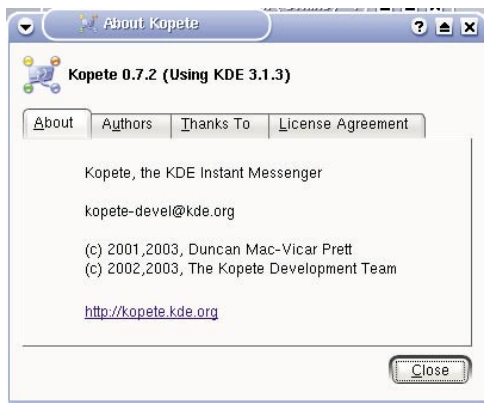 About Kopete
Kopete 0.7.2 (Using KDE 3.1.3)
About Authors Thanks To License Agreement
Kopete, the KDE Instant Messenger
kopete-devel@kde.org
(c) 2001,2003, Duncan Mac-Vicar Prett
(c) 2002,2003, The Kopete Development Team
http://kopete.kde.org
Close